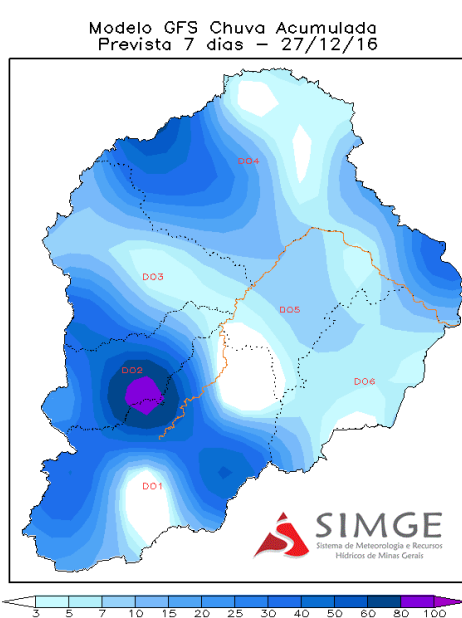 Modelo GFS Chuva Acumulada
Prevista 7 dias – 27/12/16
DO4
DO3
DO5
DO2
DO6
DO1
SIMGE
Sistema de Meteorologia e Recursos
Hídricos de Minas Gerais
3 5 7 10 15 20 25 30 40 50 60 80 100